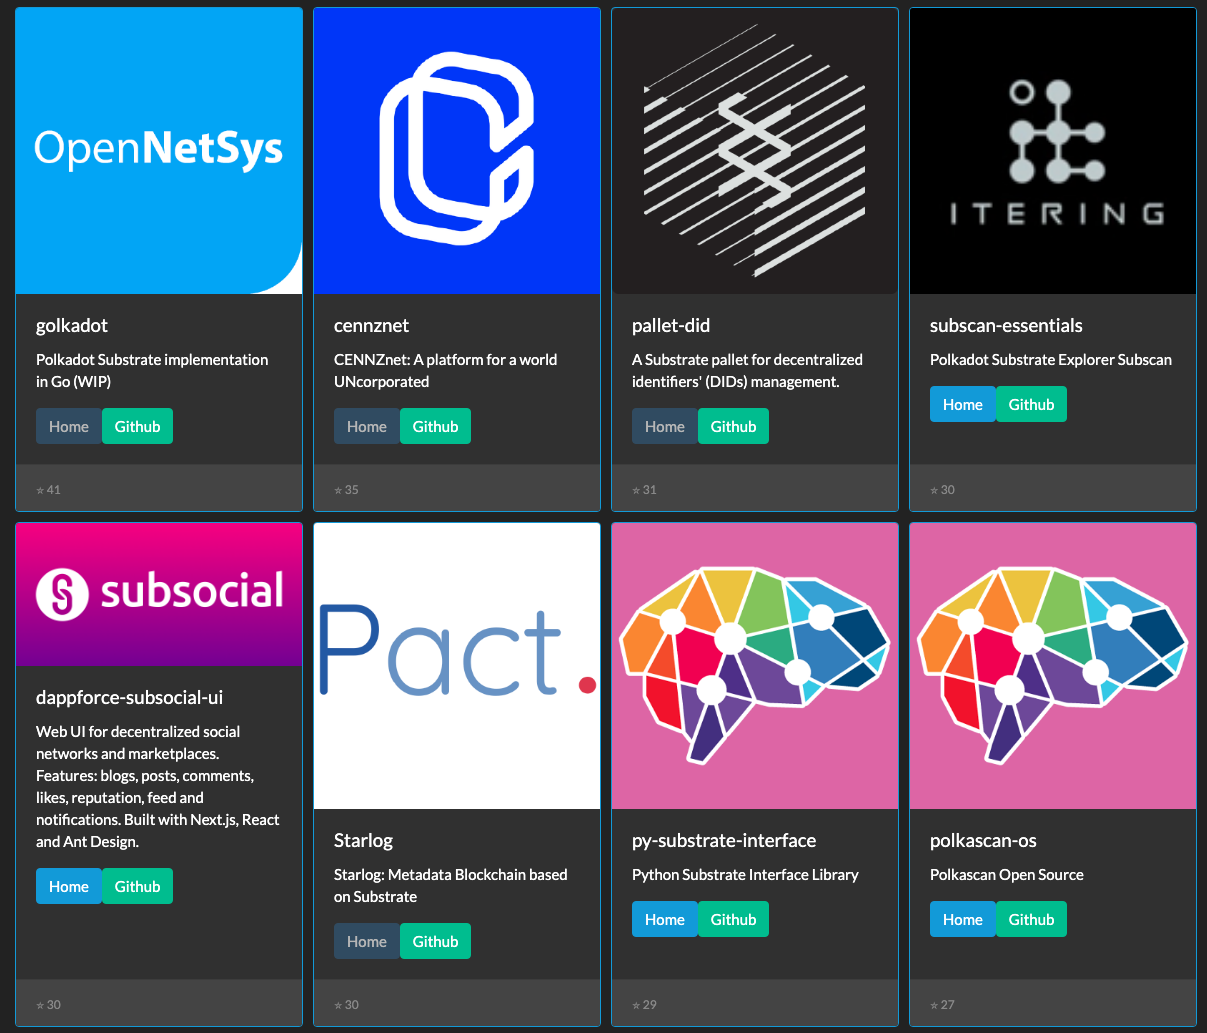 OpenNetSys
golkadot
Polkadot Substrate implementation
in Go (WIP)
Home
Github
41
cennznet
CENNZnet: A platform for a world
UNcorporated
Home
Github
35
pallet-did
A Substrate pallet for decentralized
identifiers' (DIDs) management.
Home
Github
31
ITERING
subscan-essentials
Polkadot Substrate Explorer Subscan
Home
Github
30
subsocial
dappforce-subsocial-ui
Web UI for decentralized social
networks and marketplaces.
Features: blogs, posts, comments,
likes, reputation, feed and
notifications. Built with Next.js, React
and Ant Design.
Home
Github
30
Pact.
Starlog
Starlog: Metadata Blockchain based
on Substrate
Home
Github
30
py-substrate-interface
Python Substrate Interface Library
Home
Github
29
polkascan-os
Polkascan Open Source
Home
Github
27